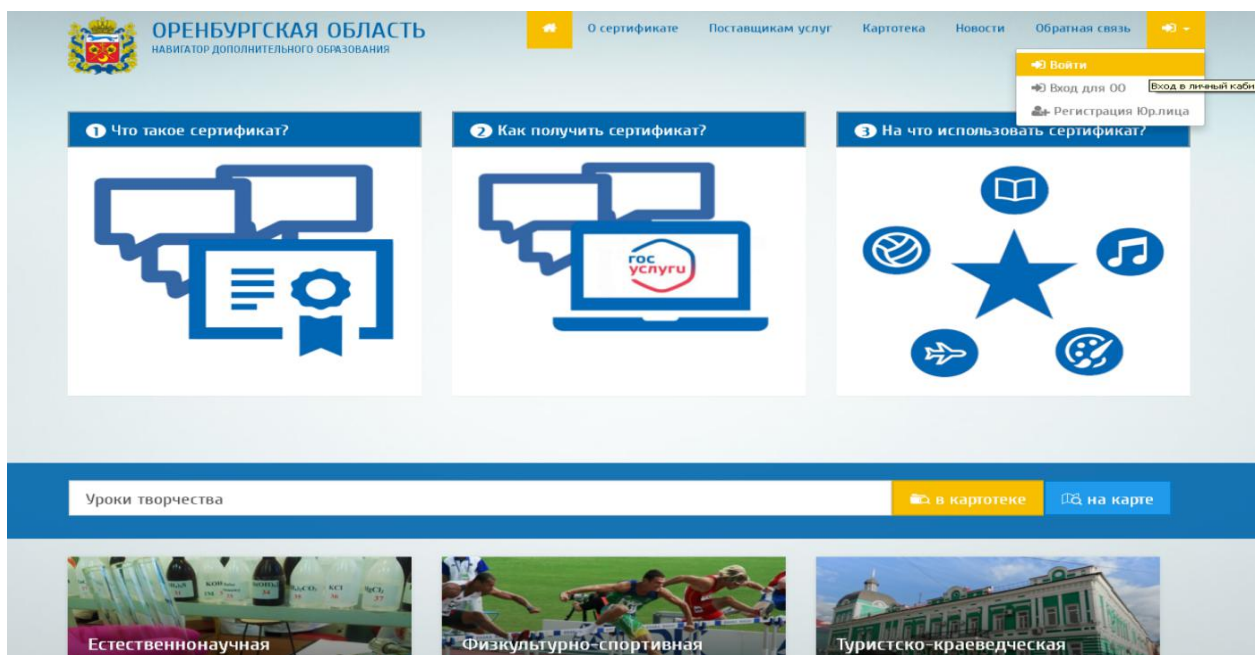 ОРЕНБУРГСКАЯ ОБЛАСТЬ
НАВИГАТОР ДОПОЛНИТЕЛЬНОГО ОБРАЗОВАНИЯ
О сертификате Поставщикам услуг Картотека Новости Обратная связь
Войти
Вход для ОО
Вход в личный каби
Регистрация Юр.лица
1 Что такое сертификат?
2 Как получить сертификат?
3 На что использовать сертификат?
гос
услуги
Уроки творчества
в картотеке
на карте
Естественнонаучная
Физкультурно-спортивная
Туристско-краеведческая